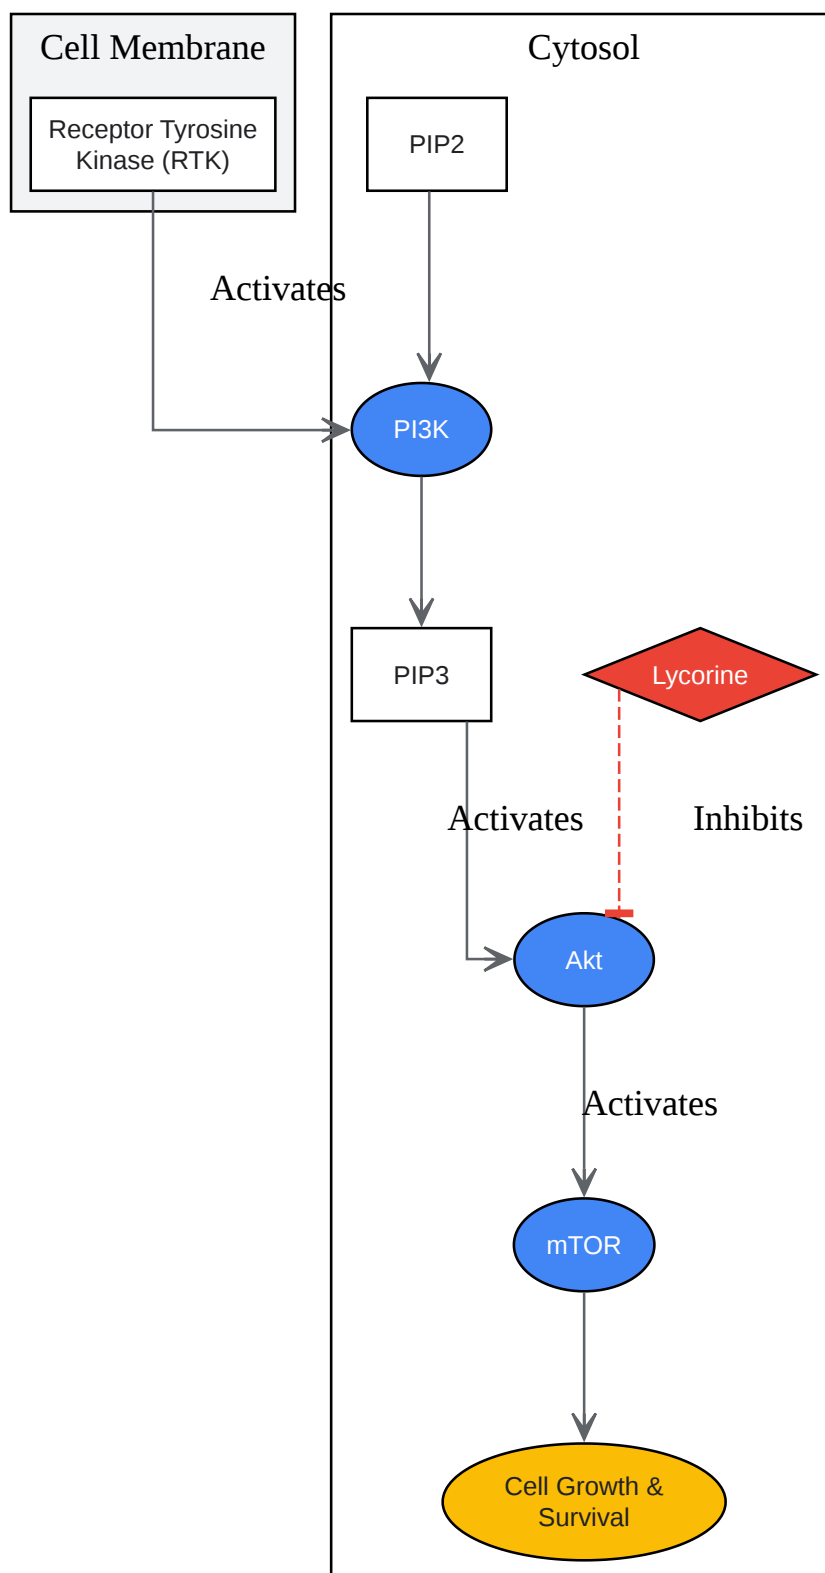 Cell Membrane
Cytosol
Receptor Tyrosine
Kinase (RTK)
PIP2
Activates
PI3K
PIP3
Lycorine
Activates
Inhibits
Akt
Activates
mTOR
Cell Growth &
Survival